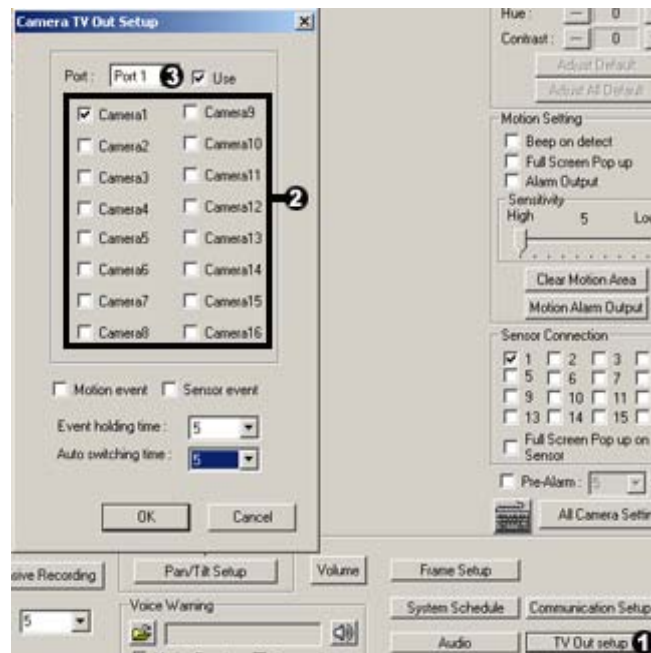 Camera TV Out Setup
Port : Port 1 3 Use
Camera1 Camera9
Camera2 Camera10
Camera3 Camera11
Camera4 Camera12
2
Camera5 Camera13
Camera6 Camera14
Camera7 Camera15
Camera8 Camera16
Motion event Sensor event
Event holding time : 5
Auto switching time : 5
OK Cancel
Hue : 0
Contrast : 0
Adjust Default
Adjust All Default
Motion Setting
Beep on detect
Full Screen Pop up
Alarm Output
Sensitivity
High 5
Clear Motion Area
Motion Alarm Output
Sensor Connection
1 2 3
5 6 7
9 10 11
13 14 15
Full Screen Pop up on
Sensor
Pre-Alarm : 5
All Camera
Recording Pan/Tilt Setup Volume Frame Setup
5 Voice Warning System Schedule Communication Setup
Audio TV Out setup 1